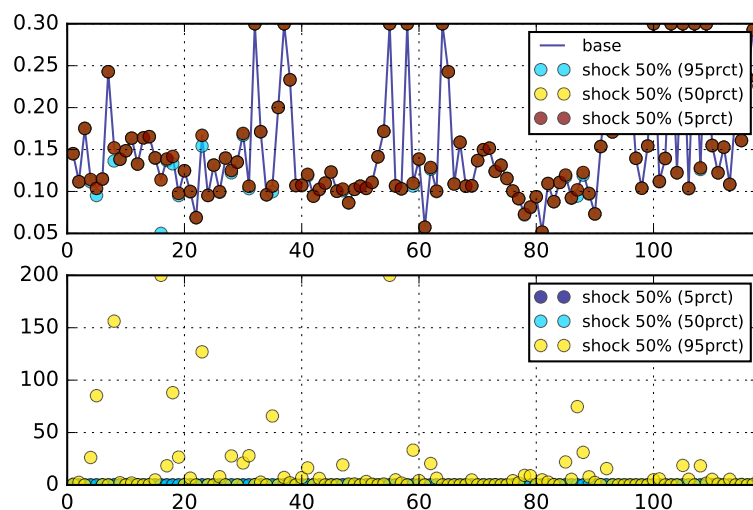 0.30
0.25
0.20
0.15
0.10
0.05
base
shock 50% (95prct)
shock 50% (50prct)
shock 50% (5prct)
0 20 40 60 80 100
200
150
100
50
0
shock 50% (5prct)
shock 50% (50prct)
shock 50% (95prct)
0 20 40 60 80 100